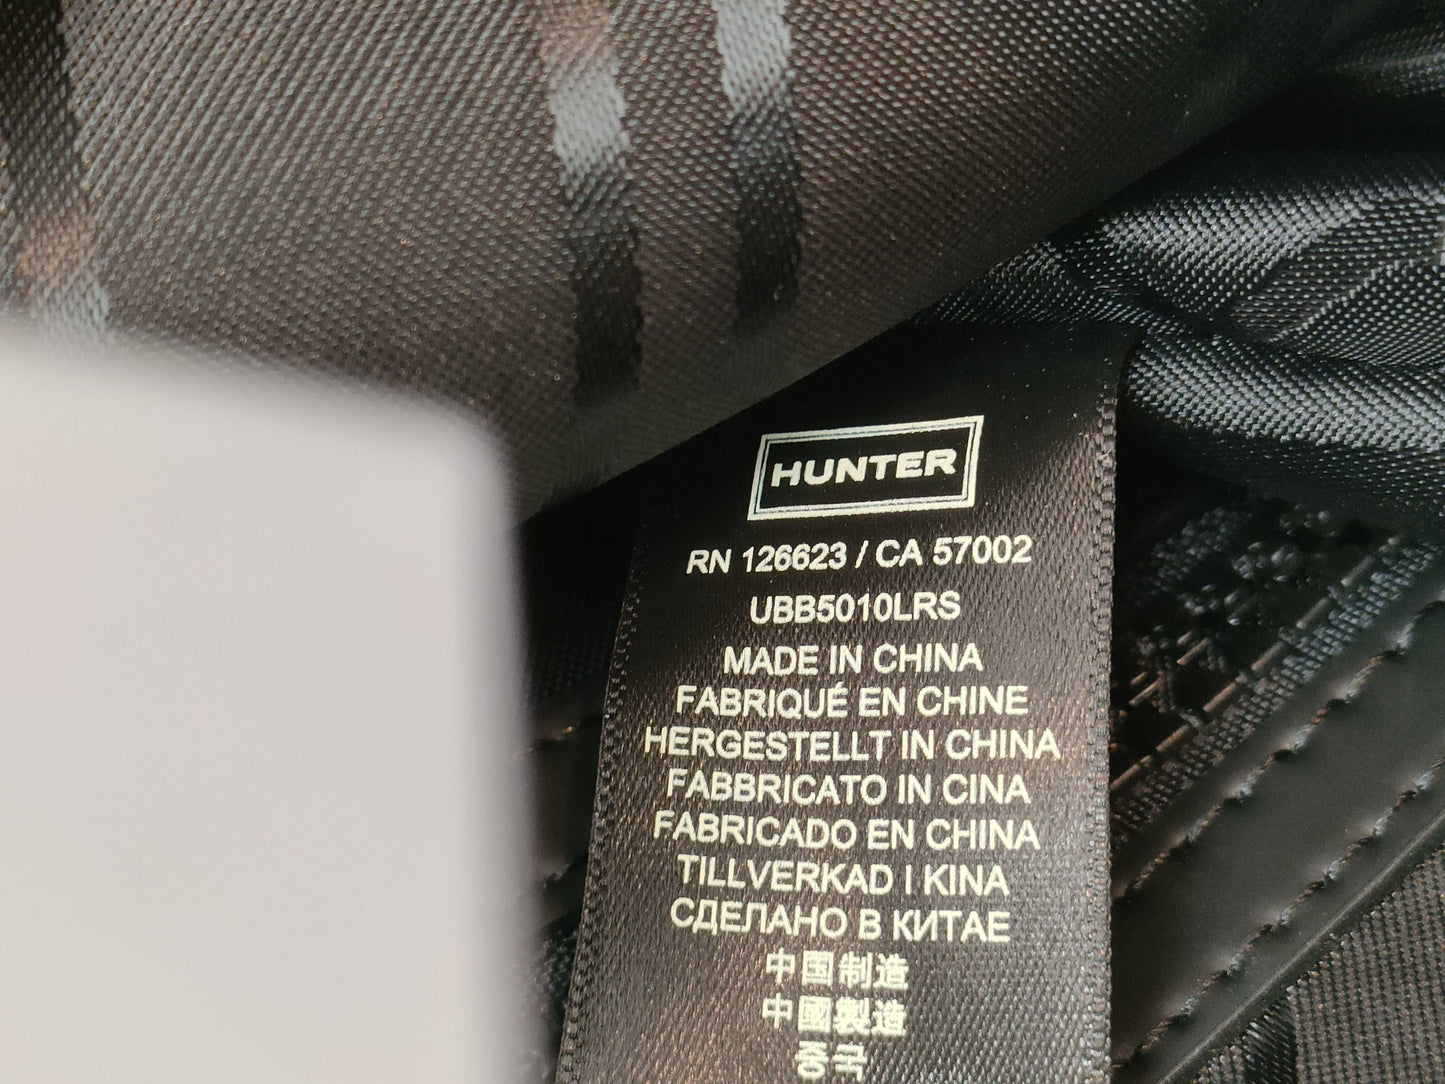 HUNTER
RN 126623 / CA 57002
UBB5010LRS
MADE IN CHINA
FABRIQUÉ EN CHINE
HERGESTELLT IN CHINA
FABBRICATO IN CINA
FABRICADO EN CHINA
TILLVERKAD I KINA
СДЕЛАНО В КИТАЕ
中国制造
中國製造
중국